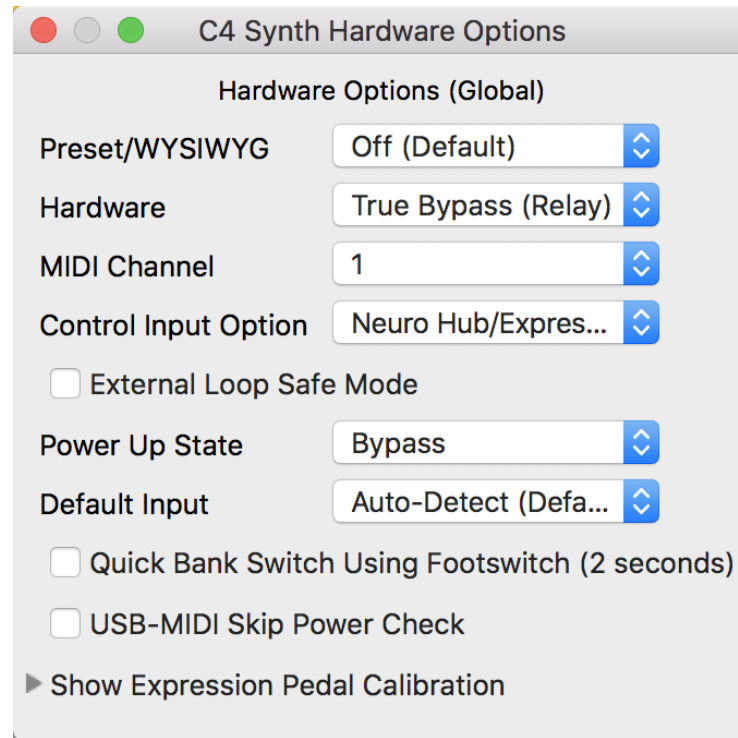 C4 Synth Hardware Options
Hardware Options (Global)
Preset/WYSIWYG Off (Default)
Hardware True Bypass (Relay)
MIDI Channel 1
Control Input Option Neuro Hub/Expres...
External Loop Safe Mode
Power Up State Bypass
Default Input Auto-Detect (Defa...
Quick Bank Switch Using Footswitch (2 seconds)
USB-MIDI Skip Power Check
Show Expression Pedal Calibration